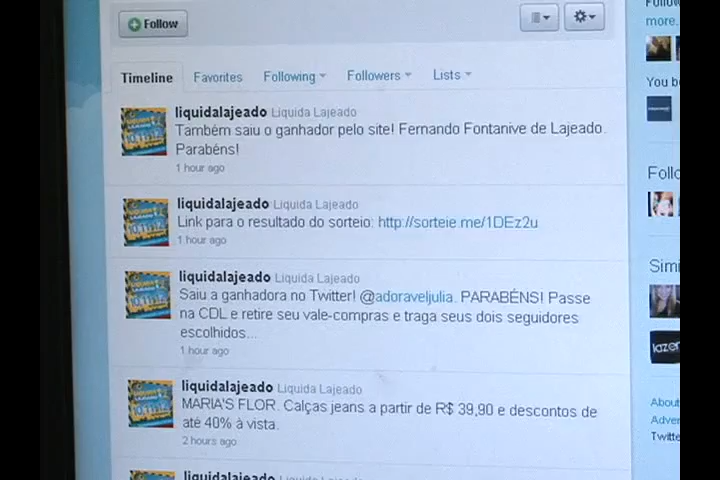 Follow
more.
Timeline Favorites Following Followers Lists
liquidalajeado Liquida Lajeado
Também saiu o ganhador pelo site! Fernando Fontanive de Lajeado.
Parabéns!
1 hour ago
liquidalajeado Liquida Lajeado
Link para o resultado do sorteio: http://sorteie.me/1DEz2u
1 hour ago
liquidalajeado Liquida Lajeado
Saiu a ganhadora no Twitter! @adoraveljulia. PARABÉNS! Passe
na CDL e retire seu vale-compras e traga seus dois seguidores
escolhidos...
1 hour ago
liquidalajeado Liquida Lajeado
MARIA'S FLOR. Calças jeans a partir de R$ 39,90 e descontos de
até 40% à vista.
2 hours ago
liquidalajeado Liquida Lajeado
You b
Follo
Simi
lazer
About
Adver
Twitte